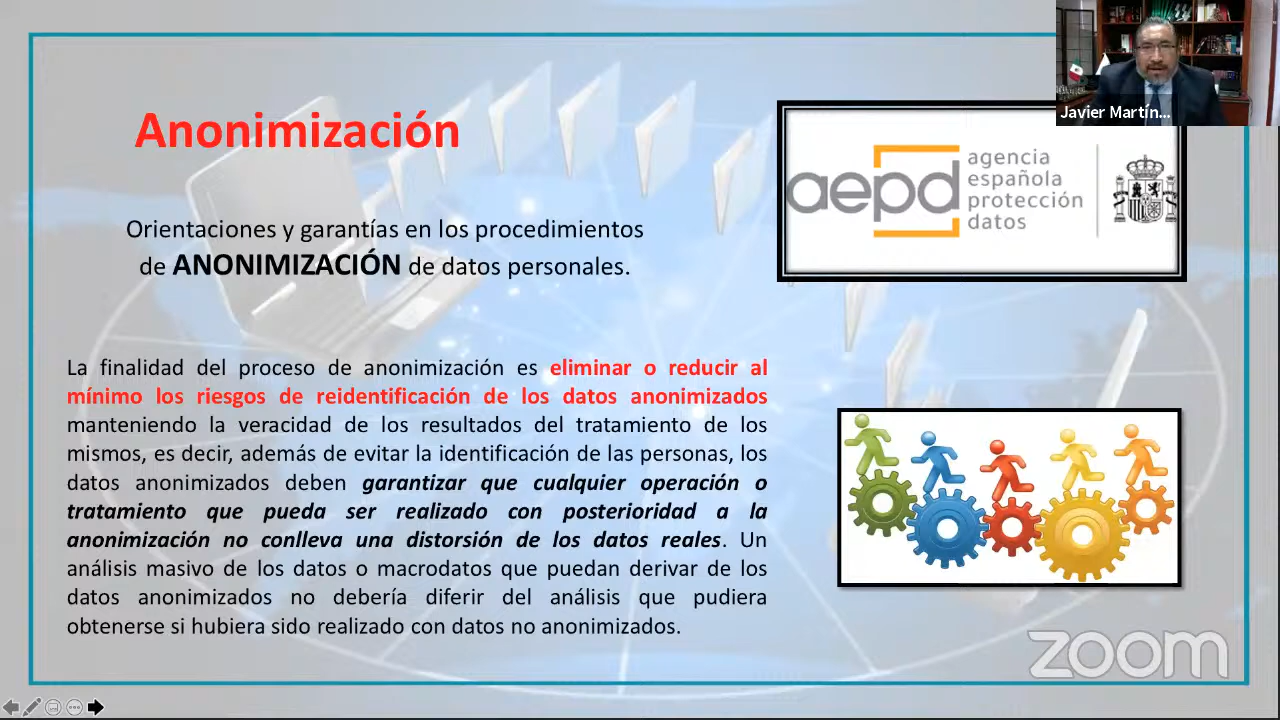 Javier Martín...
Anonimización
aepd
agencia
española
protección
datos
Orientaciones y garantías en los procedimientos
de ANONIMIZACIÓN de datos personales.
La finalidad del proceso de anonimización es eliminar o reducir al
mínimo los riesgos de reidentificación de los datos anonimizados
manteniendo la veracidad de los resultados del tratamiento de los
mismos, es decir, además de evitar la identificación de las personas, los
datos anonimizados deben garantizar que cualquier operación o
tratamiento que pueda ser realizado con posterioridad a la
anonimización no conlleva una distorsión de los datos reales. Un
análisis masivo de los datos o macrodatos que puedan derivar de los
datos anonimizados no debería diferir del análisis que pudiera
obtenerse si hubiera sido realizado con datos no anonimizados.
zoom